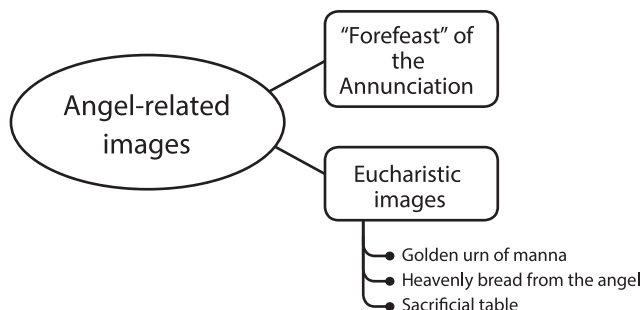 Angel-related
images
“Forefeast” of
the
Annunciation
Eucharistic
images
Golden urn of manna
Heavenly bread from the angel
Sacrificial table